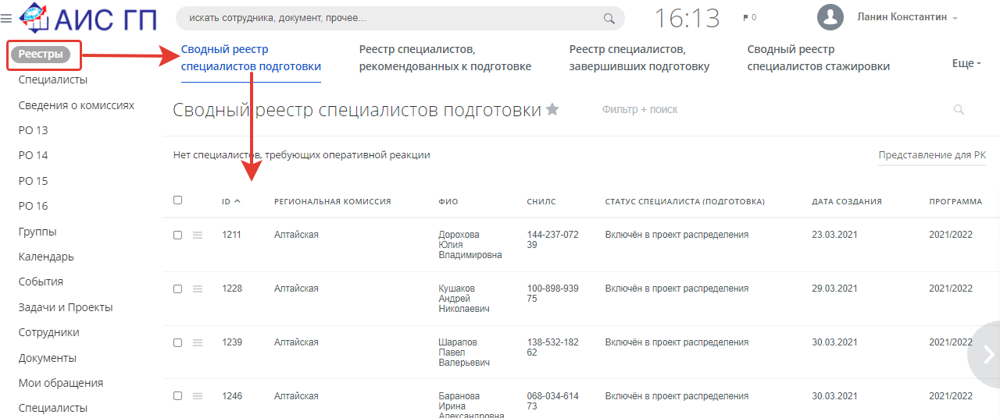 АИС ГП
искать сотрудника, документ, прочее...
16:13
0
Ланин Константин
Реестры
Специалисты
Сведения о комиссиях
РО 13
РО 14
РО 15
РО 16
Группы
Календарь
События
Задачи и Проекты
Сотрудники
Документы
Мои обращения
Специалисты
Сводный реестр
специалистов подготовки
Реестр специалистов,
рекомендованных к подготовке
Реестр специалистов,
завершивших подготовку
Сводный реестр
специалистов стажировки
Еще
Сводный реестр специалистов подготовки
Фильтр + поиск
Нет специалистов, требующих оперативной реакции
Представление для РК
ID РЕГИОНАЛЬНАЯ КОМИССИЯ ФИО СНИЛС СТАТУС СПЕЦИАЛИСТА (ПОДГОТОВКА) ДАТА СОЗДАНИЯ ПРОГРАММА
1211 Алтайская Дорохова 144-237-072 Включён в проект распределения 23.03.2021 2021/2022
Юлия 39
Владимировна
1228 Алтайская Кушаков 100-898-939 Включён в проект распределения 29.03.2021 2021/2022
Андрей 75
Николаевич
1239 Алтайская Шарапов 138-532-182 Включён в проект распределения 30.03.2021 2021/2022
Павел 62
Валерьевич
1246 Алтайская Баранова 068-034-614 Включён в проект распределения 30.03.2021 2021/2022
Ирина 73
Александровна